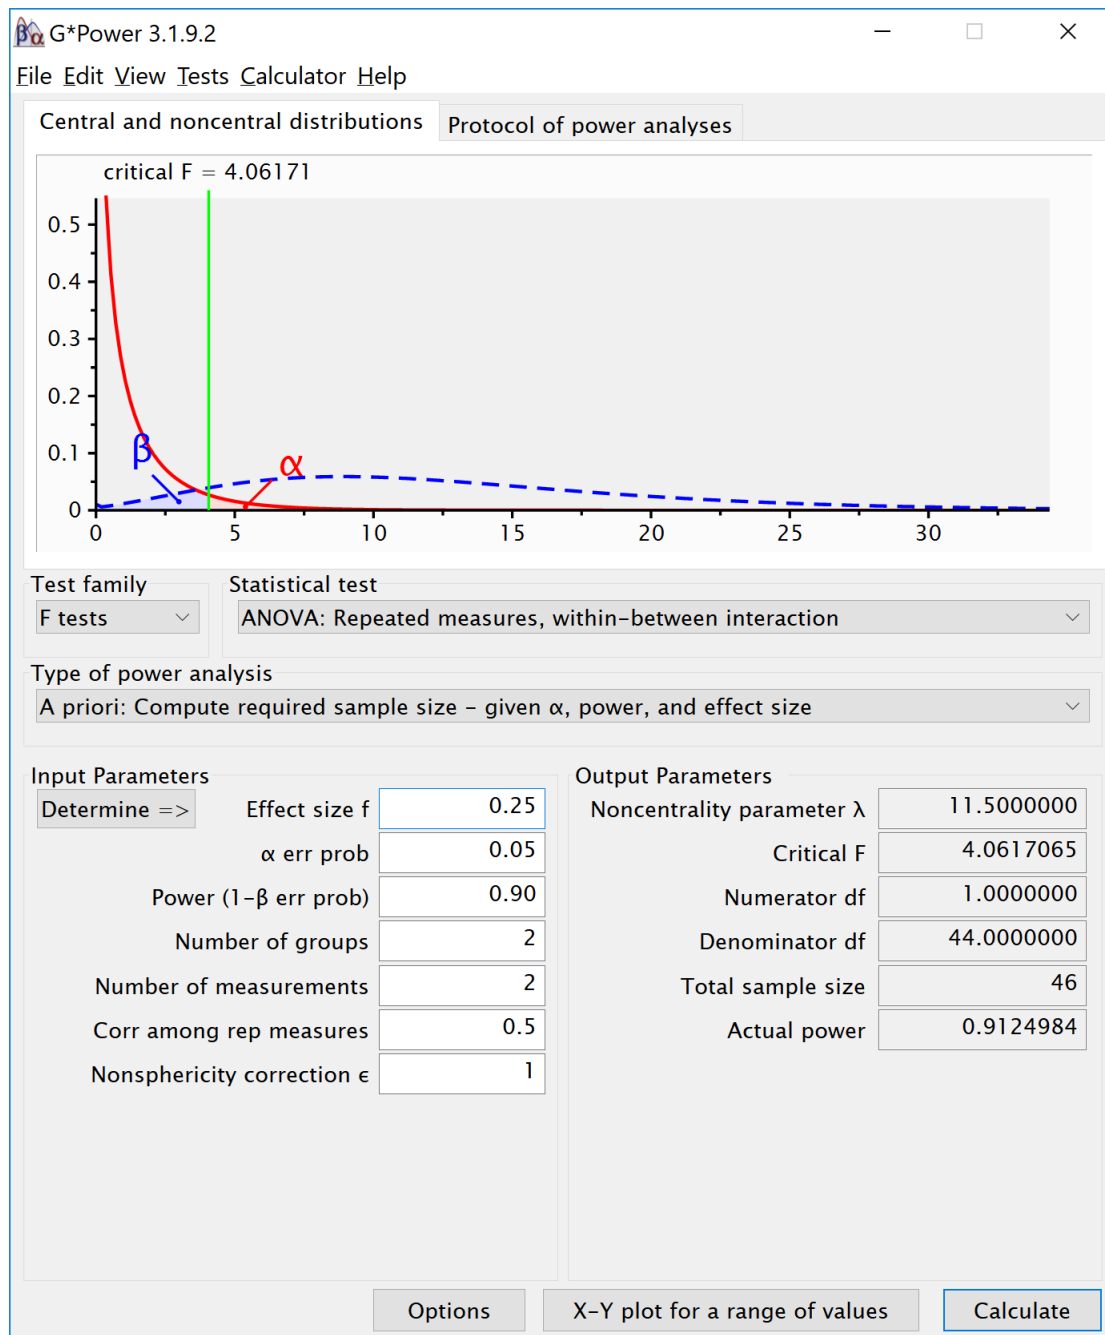 βα G*Power 3.1.9.2
File Edit View Tests Calculator Help
Central and noncentral distributions Protocol of power analyses
critical F = 4.06171
0.5
0.4
0.3
0.2
0.1
0
β
α
0 5 10 15 20 25 30
Test family Statistical test
F tests ANOVA: Repeated measures, within-between interaction
Type of power analysis
A priori: Compute required sample size - given α, power, and effect size
Input Parameters
Determine => Effect size f 0.25
α err prob 0.05
Power (1-β err prob) 0.90
Number of groups 2
Number of measurements 2
Corr among rep measures 0.5
Nonsphericity correction ϵ 1
Output Parameters
Noncentrality parameter λ 11.5000000
Critical F 4.0617065
Numerator df 1.0000000
Denominator df 44.0000000
Total sample size 46
Actual power 0.9124984
Options X-Y plot for a range of values Calculate